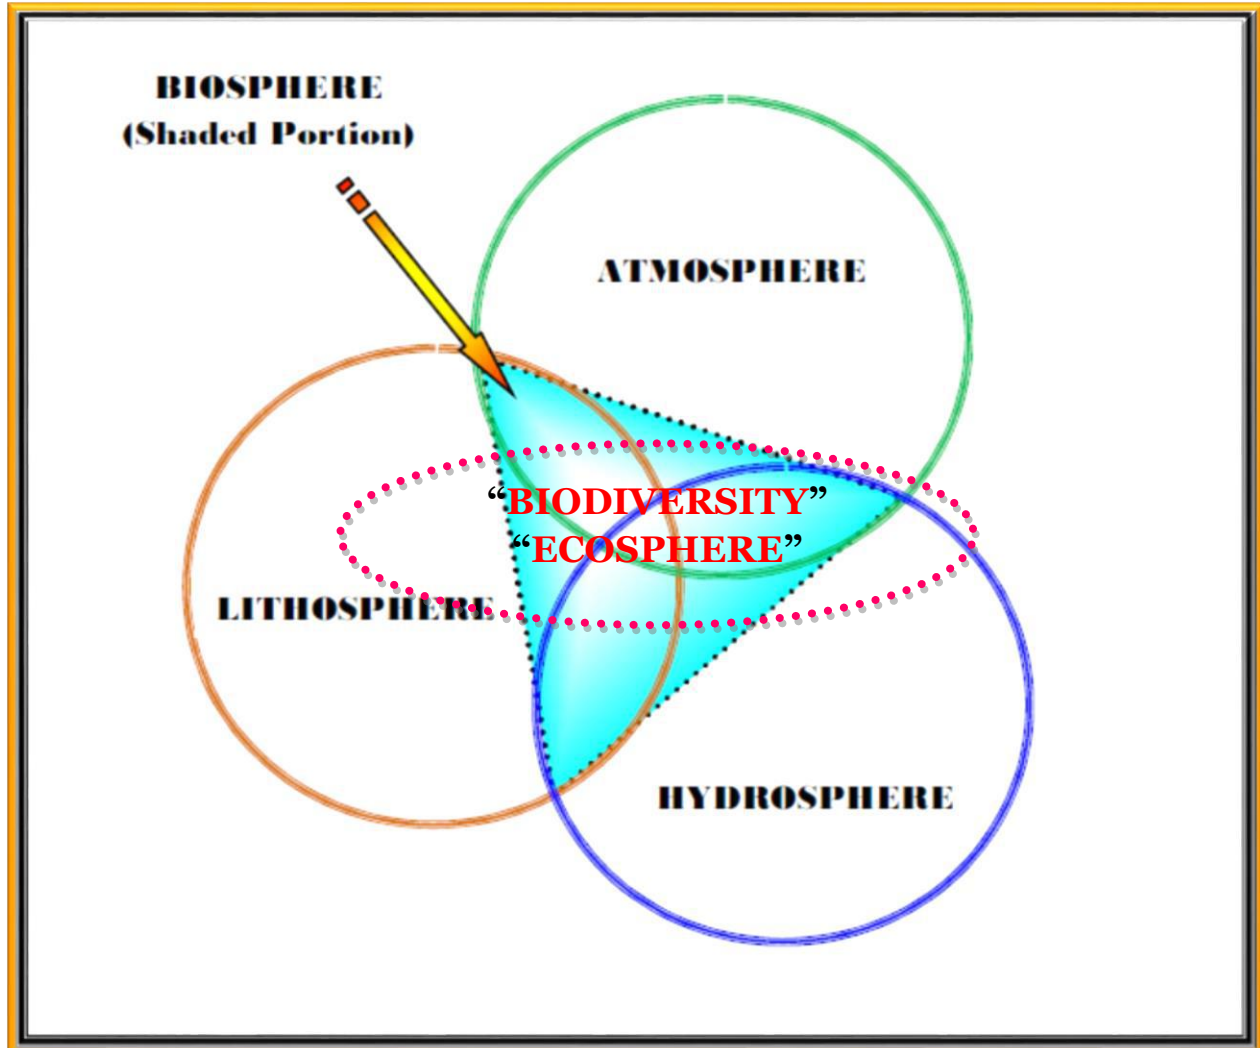 BIOSPHERE
(Shaded Portion)
ATMOSPHERE
“BIODIVERSITY”
“ECOSPHERE”
LITHOSPHERE
HYDROSPHERE